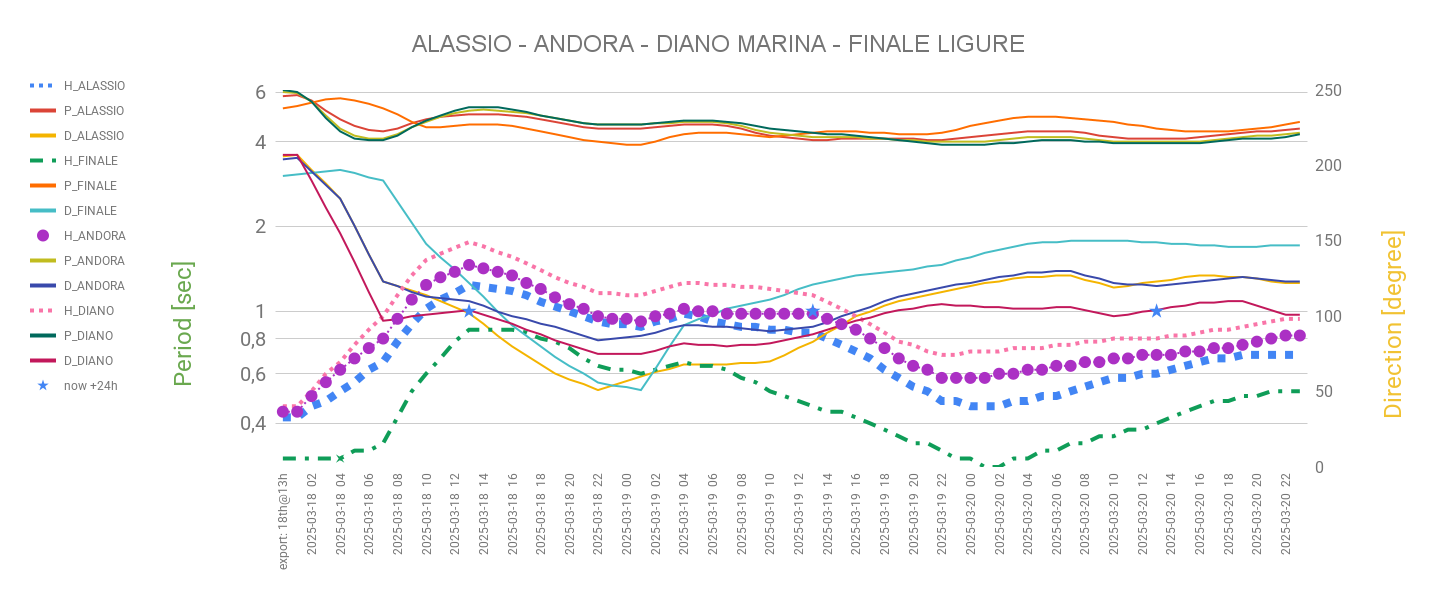 ALASSIO - ANDORA - DIANO MARINA - FINALE LIGURE
H_ALASSIO
P_ALASSIO
D_ALASSIO
H_FINALE
P_FINALE
D_FINALE
H_ANDORA
P_ANDORA
D_ANDORA
H_DIANO
P_DIANO
D_DIANO
now +24h
Period [sec]
6
4
2
1
0,8
0,6
0,4
250
200
150
100
50
0
Direction [degree]
export: 18th@13h
2025-03-18 02
2025-03-18 04
2025-03-18 06
2025-03-18 08
2025-03-18 10
2025-03-18 12
2025-03-18 14
2025-03-18 16
2025-03-18 18
2025-03-18 20
2025-03-18 22
2025-03-19 00
2025-03-19 02
2025-03-19 04
2025-03-19 06
2025-03-19 08
2025-03-19 10
2025-03-19 12
2025-03-19 14
2025-03-19 16
2025-03-19 18
2025-03-19 20
2025-03-19 22
2025-03-20 00
2025-03-20 02
2025-03-20 04
2025-03-20 06
2025-03-20 08
2025-03-20 10
2025-03-20 12
2025-03-20 14
2025-03-20 16
2025-03-20 18
2025-03-20 20
2025-03-20 22